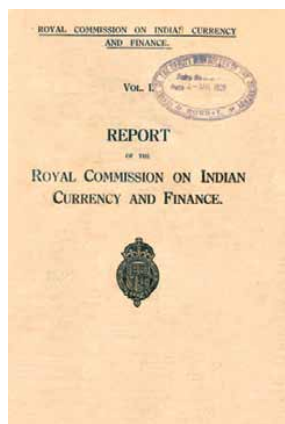 ROYAL COMMISSION ON INDIAN CURRENCY
AND FINANCE.
VOL. I.
REPORT
OF THE
ROYAL COMMISSION ON INDIAN
CURRENCY AND FINANCE.